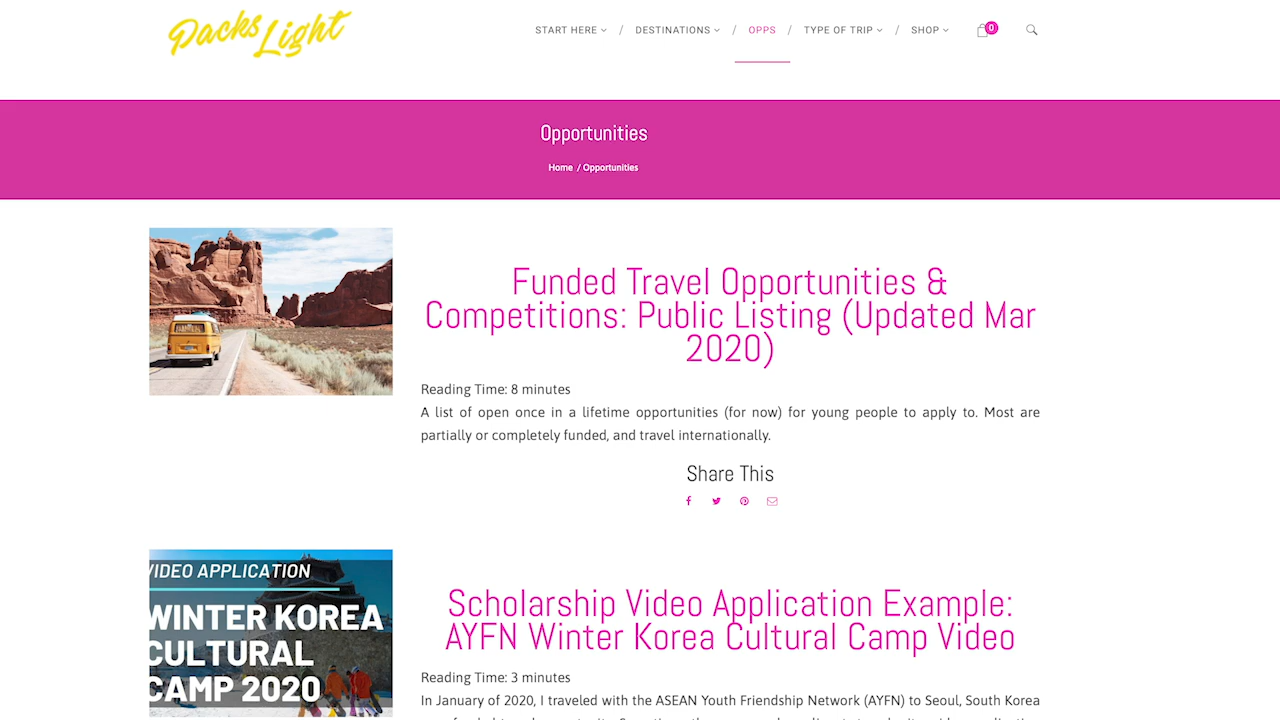 Packs Light
START HERE / DESTINATIONS / OPPS / TYPE OF TRIP / SHOP 0
Opportunities
Home / Opportunities
Funded Travel Opportunities &
Competitions: Public Listing (Updated Mar
2020)
Reading Time: 8 minutes
A list of open once in a lifetime opportunities (for now) for young people to apply to. Most are
partially or completely funded, and travel internationally.
Share This
VIDEO APPLICATION
WINTER KOREA
CULTURAL
CAMP 2020
Scholarship Video Application Example:
AYFN Winter Korea Cultural Camp Video
Reading Time: 3 minutes
In January of 2020, I traveled with the ASEAN Youth Friendship Network (AYFN) to Seoul, South Korea